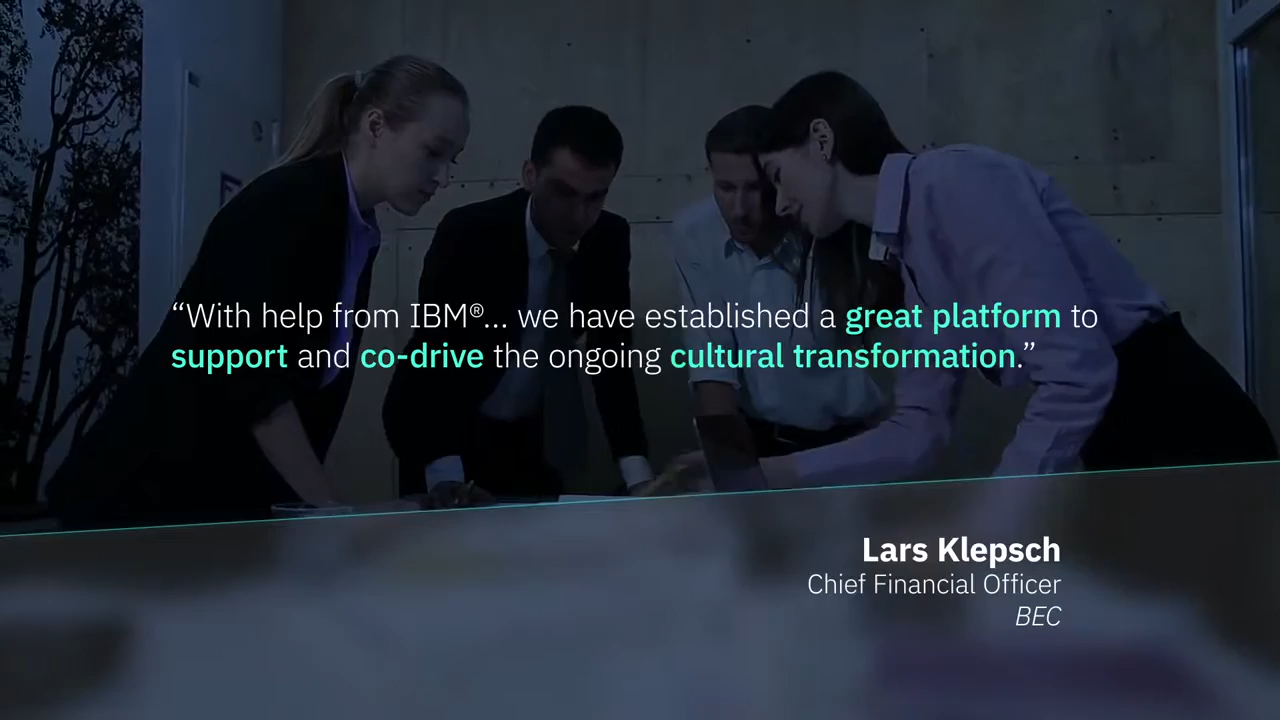 “With help from IBM®... we have established a great platform to
support and co-drive the ongoing cultural transformation.”
Lars Klepsch
Chief Financial Officer
BEC